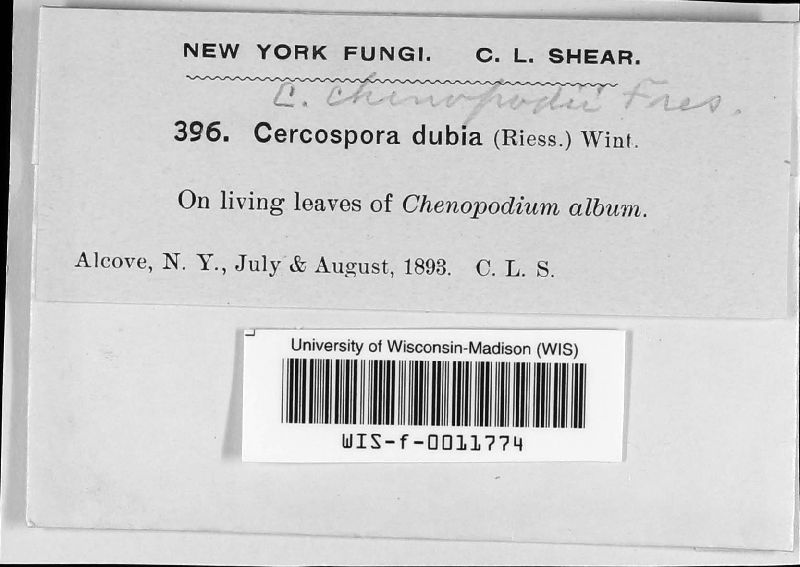 NEW YORK FUNGI. C. L. SHEAR.
C. chenopodii Fres.
396. Cercospora dubia (Riess.) Wint.
On living leaves of Chenopodium album.
Alcove, N. Y., July & August, 1893. C. L. S.
University of Wisconsin-Madison (WIS)
WIS-f-0011774